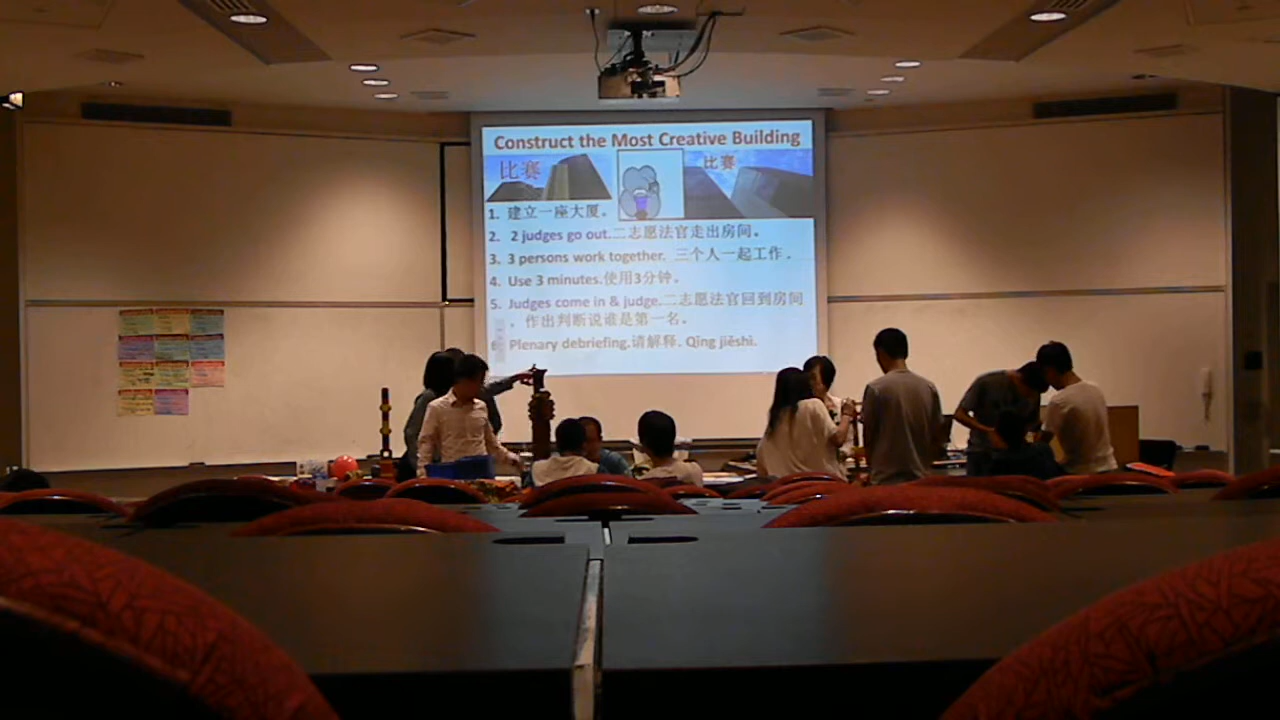 Construct the Most Creative Building
比赛
比赛
1. 建立一座大厦。
2. 2 judges go out.二志愿法官走出房间。
3. 3 persons work together. 三个人一起工作.
4. Use 3 minutes.使用3分钟。
5. Judges come in & judge.二志愿法官回到房间
。作出判断说谁是第一名。
Plenary debriefing.请解释. Qǐng jiěshì.